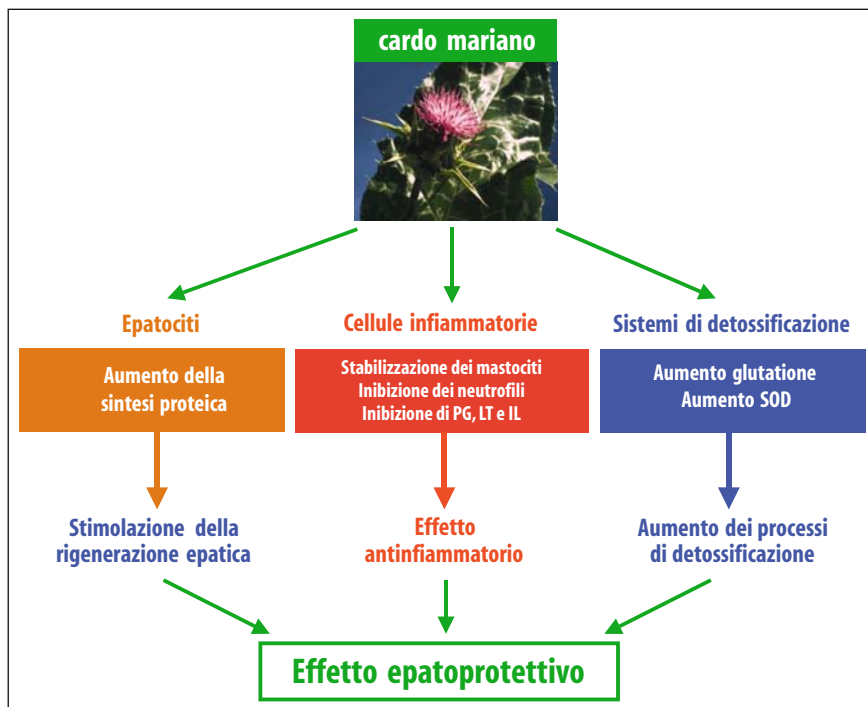 cardo mariano
Epatociti
Aumento della
sintesi proteica
Stimolazione della
rigenerazione epatica
Cellule infiammatorie
Stabilizzazione dei mastociti
Inibizione dei neutrofili
Inibizione di PG, LT e IL
Effetto
antinfiammatorio
Sistemi di detossificazione
Aumento glutatione
Aumento SOD
Aumento dei processi
di detossificazione
Effetto epatoprotettivo